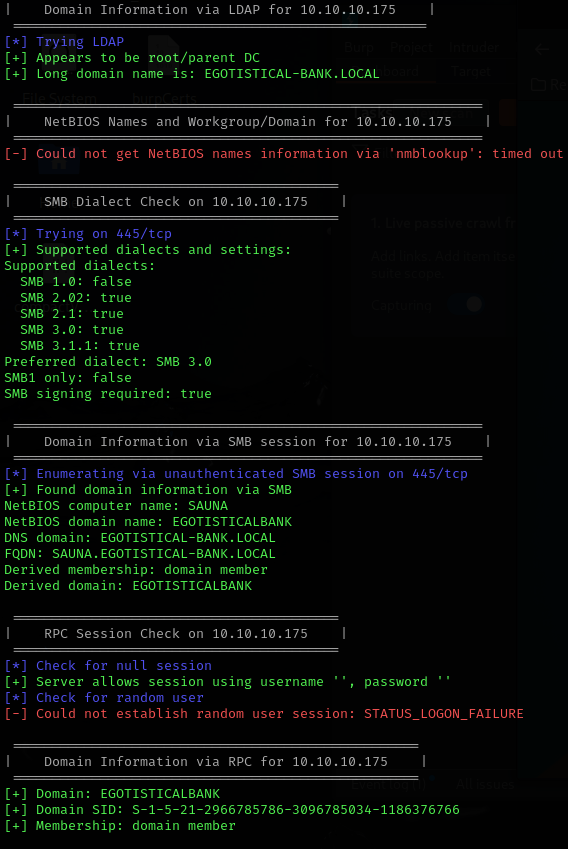 |    Domain Information via LDAP for 10.10.10.175    |
[*] Trying LDAP
[+] Appears to be root/parent DC
[+] Long domain name is: EGOTISTICAL-BANK.LOCAL
|    NetBIOS Names and Workgroup/Domain for 10.10.10.175    |
[-] Could not get NetBIOS names information via 'nmblookup': timed out
|    SMB Dialect Check on 10.10.10.175    |
[*] Trying on 445/tcp
[+] Supported dialects and settings:
Supported dialects:
  SMB 1.0: false
  SMB 2.02: true
  SMB 2.1: true
  SMB 3.0: true
  SMB 3.1.1: true
Preferred dialect: SMB 3.0
SMB1 only: false
SMB signing required: true
|    Domain Information via SMB session for 10.10.10.175    |
[*] Enumerating via unauthenticated SMB session on 445/tcp
[+] Found domain information via SMB
NetBIOS computer name: SAUNA
NetBIOS domain name: EGOTISTICALBANK
DNS domain: EGOTISTICAL-BANK.LOCAL
FQDN: SAUNA.EGOTISTICAL-BANK.LOCAL
Derived membership: domain member
Derived domain: EGOTISTICALBANK
|    RPC Session Check on 10.10.10.175    |
[*] Check for null session
[+] Server allows session using username '', password ''
[*] Check for random user
[-] Could not establish random user session: STATUS_LOGON_FAILURE
|    Domain Information via RPC for 10.10.10.175    |
[+] Domain: EGOTISTICALBANK
[+] Domain SID: S-1-5-21-2966785786-3096785034-1186376766
[+] Membership: domain member